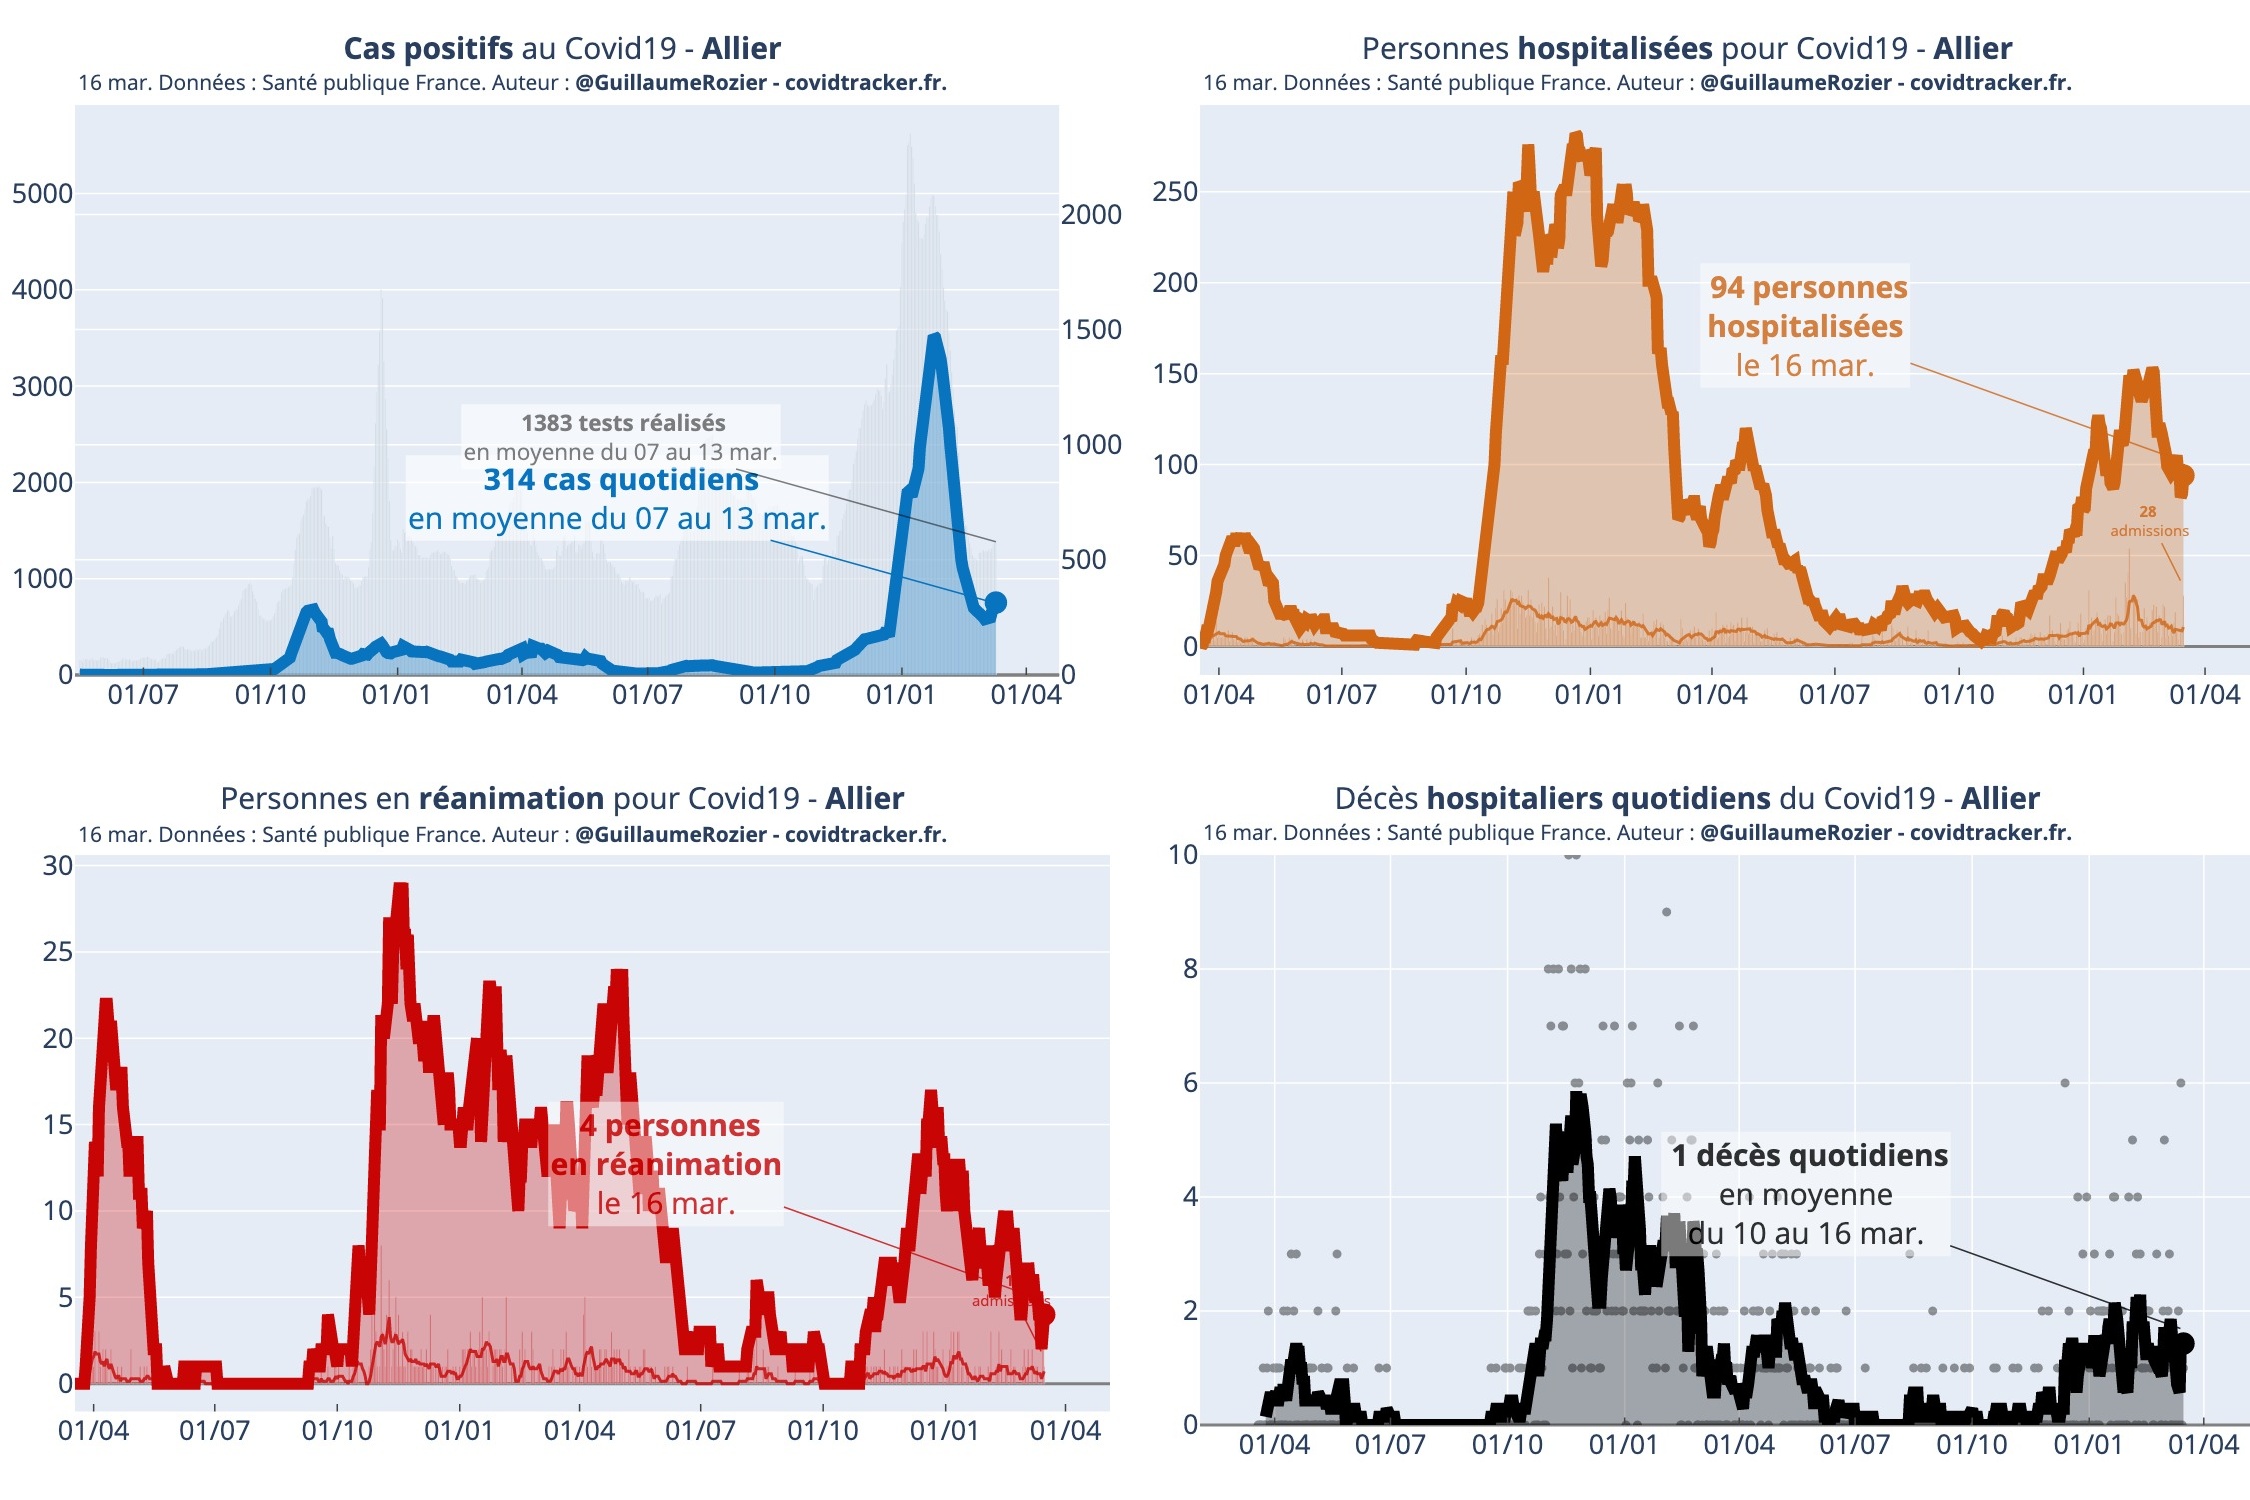 Cas positifs au Covid19 - Allier
16 mar. Données : Santé publique France. Auteur : @GuillaumeRozier - covidtracker.fr.
5000
4000
3000
2000
1000
0
2000
1500
1000
500
0
1383 tests réalisés
en moyenne du 07 au 13 mar.
314 cas quotidiens
en moyenne du 07 au 13 mar.
01/07 01/10 01/01 01/04 01/07 01/10 01/01 01/04
Personnes hospitalisées pour Covid19 - Allier
16 mar. Données : Santé publique France. Auteur : @GuillaumeRozier - covidtracker.fr.
250
200
150
100
50
0
94 personnes
hospitalisées
le 16 mar.
28
admissions
01/04 01/07 01/10 01/01 01/04 01/07 01/10 01/01 01/04
Personnes en réanimation pour Covid19 - Allier
16 mar. Données : Santé publique France. Auteur : @GuillaumeRozier - covidtracker.fr.
30
25
20
15
10
5
0
4 personnes
en réanimation
le 16 mar.
admissions
01/04 01/07 01/10 01/01 01/04 01/07 01/10 01/01 01/04
Décès hospitaliers quotidiens du Covid19 - Allier
16 mar. Données : Santé publique France. Auteur : @GuillaumeRozier - covidtracker.fr.
10
8
6
4
2
0
1 décès quotidiens
en moyenne
du 10 au 16 mar.
01/04 01/07 01/10 01/01 01/04 01/07 01/10 01/01 01/04